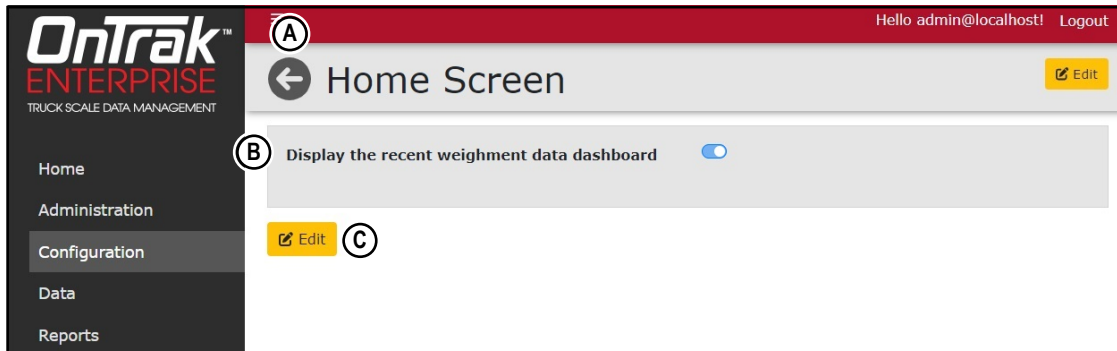 OnTrak™
ENTERPRISE
TRUCK SCALE DATA MANAGEMENT
Home
Administration
Configuration
Data
Reports
A
Hello admin@localhost! Logout
Home Screen
Edit
B
Display the recent weighment data dashboard
Edit
C